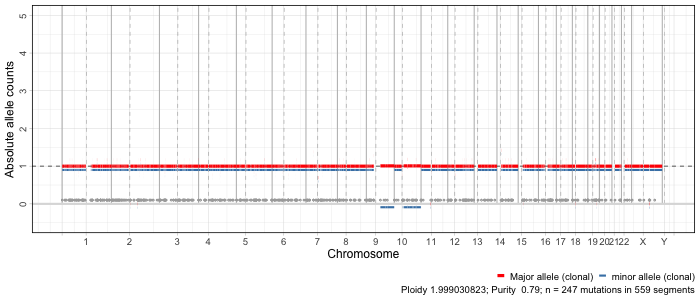 Absolute allele counts
5
4
3
2
1
0
1 2 3 4 5 6 7 8 9 10 11 12 13 14 15 16 17 18 19 20 21 22 X Y
Chromosome
Major allele (clonal) minor allele (clonal)
Ploidy 1.999030823; Purity 0.79; n = 247 mutations in 559 segments